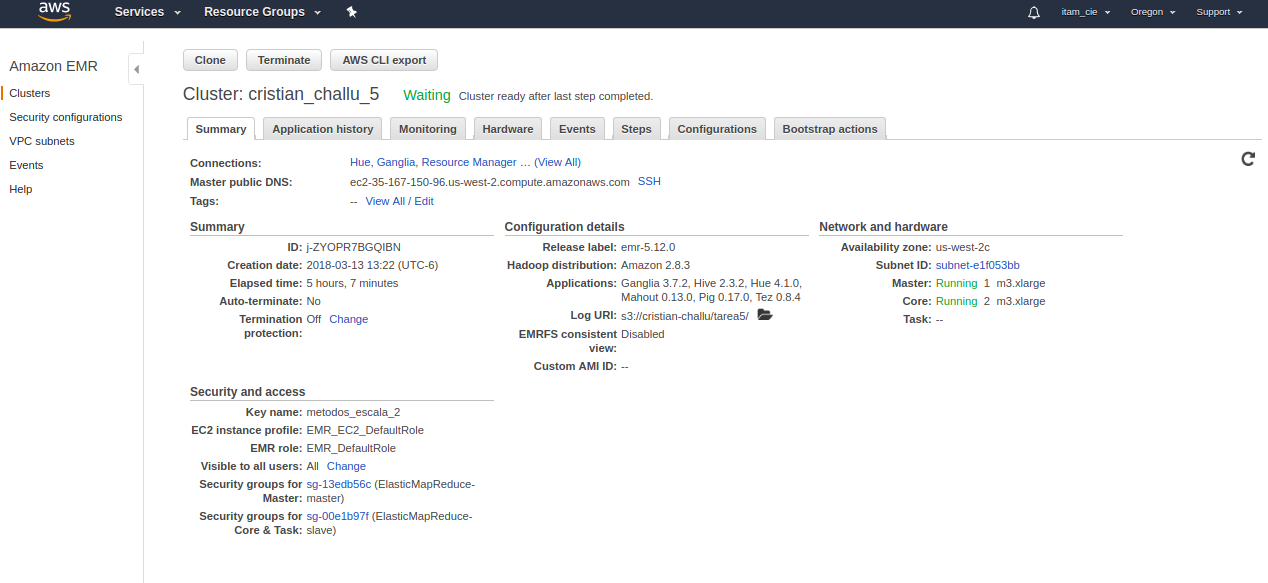 aws Services Resource Groups itam_cie Oregon Support
Amazon EMR
Clusters
Security configurations
VPC subnets
Events
Help
Clone Terminate AWS CLI export
Cluster: cristian_challu_5 Waiting Cluster ready after last step completed.
Summary Application history Monitoring Hardware Events Steps Configurations Bootstrap actions
Connections: Hue, Ganglia, Resource Manager … (View All)
Master public DNS: ec2-35-167-150-96.us-west-2.compute.amazonaws.com SSH
Tags: -- View All / Edit
Summary
ID: j-ZYOPR7BGQIBN
Creation date: 2018-03-13 13:22 (UTC-6)
Elapsed time: 5 hours, 7 minutes
Auto-terminate: No
Termination Off Change
protection:
Configuration details
Release label: emr-5.12.0
Hadoop distribution: Amazon 2.8.3
Applications: Ganglia 3.7.2, Hive 2.3.2, Hue 4.1.0,
Mahout 0.13.0, Pig 0.17.0, Tez 0.8.4
Log URI: s3://cristian-challu/tarea5/
EMRFS consistent Disabled
view:
Custom AMI ID: --
Network and hardware
Availability zone: us-west-2c
Subnet ID: subnet-e1f053bb
Master: Running 1 m3.xlarge
Core: Running 2 m3.xlarge
Task: --
Security and access
Key name: metodos_escala_2
EC2 instance profile: EMR_EC2_DefaultRole
EMR role: EMR_DefaultRole
Visible to all users: All Change
Security groups for sg-13edb56c (ElasticMapReduce-
Master: master)
Security groups for sg-00e1b97f (ElasticMapReduce-
Core & Task: slave)